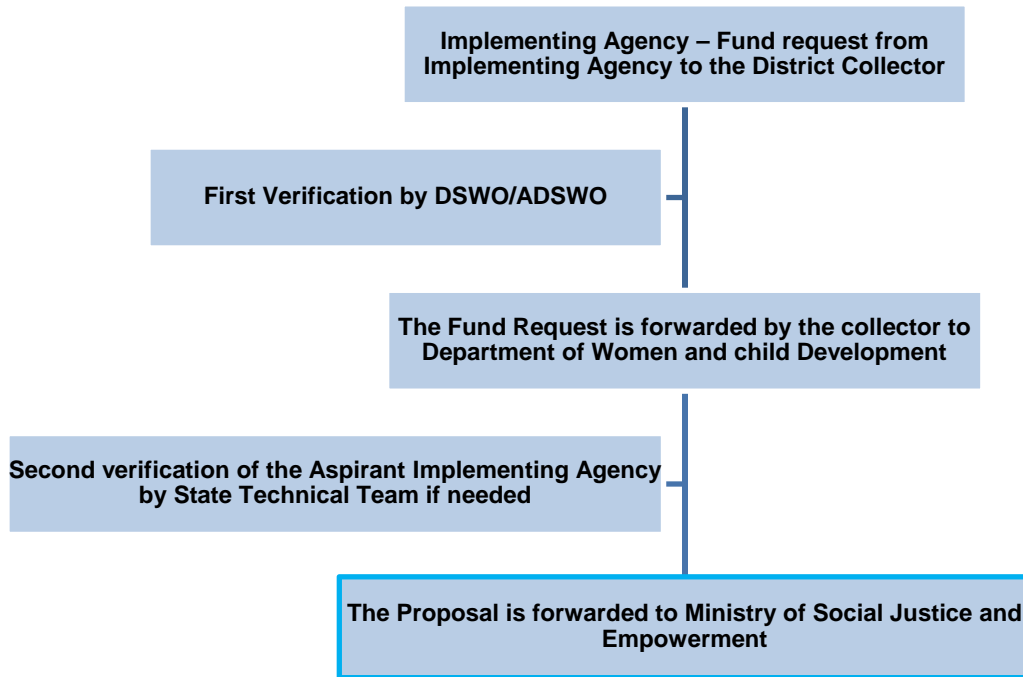 Implementing Agency – Fund request from
Implementing Agency to the District Collector
First Verification by DSWO/ADSWO
The Fund Request is forwarded by the collector to
Department of Women and child Development
Second verification of the Aspirant Implementing Agency
by State Technical Team if needed
The Proposal is forwarded to Ministry of Social Justice and
Empowerment